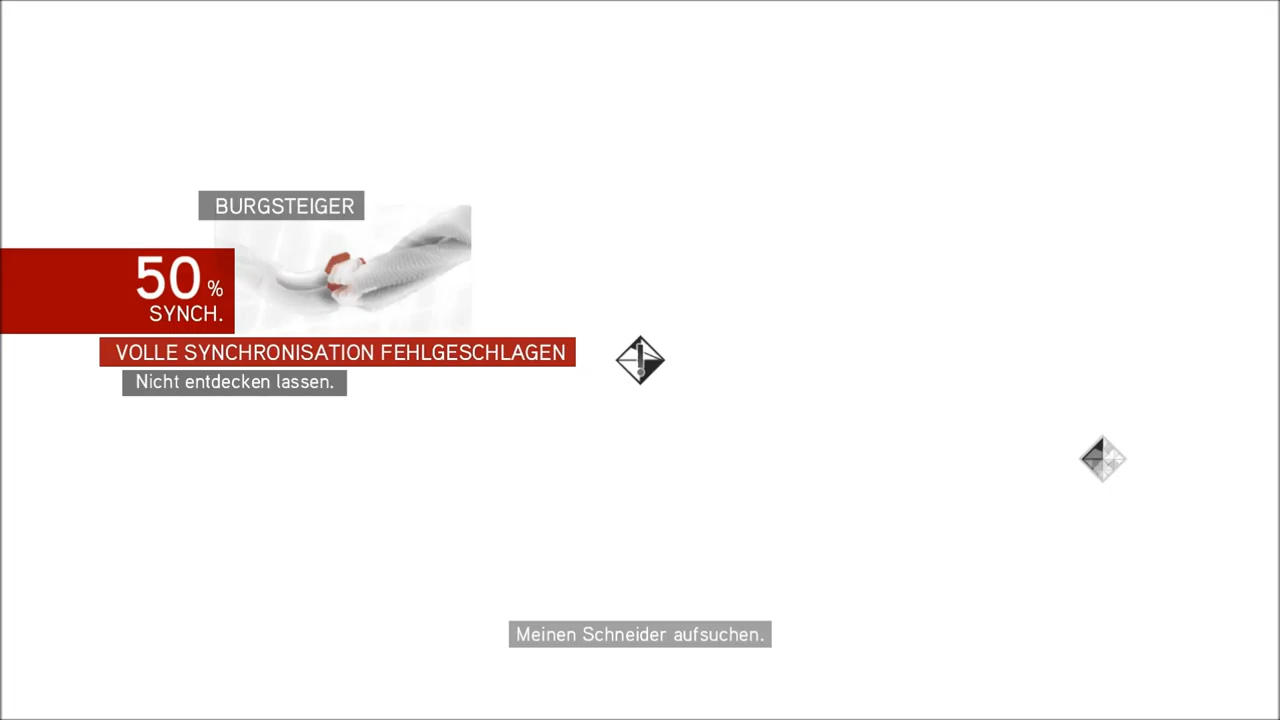 BURGSTEIGER
50 %
SYNCH.
VOLLE SYNCHRONISATION FEHLGESCHLAGEN
Nicht entdecken lassen.
Meinen Schneider aufsuchen.